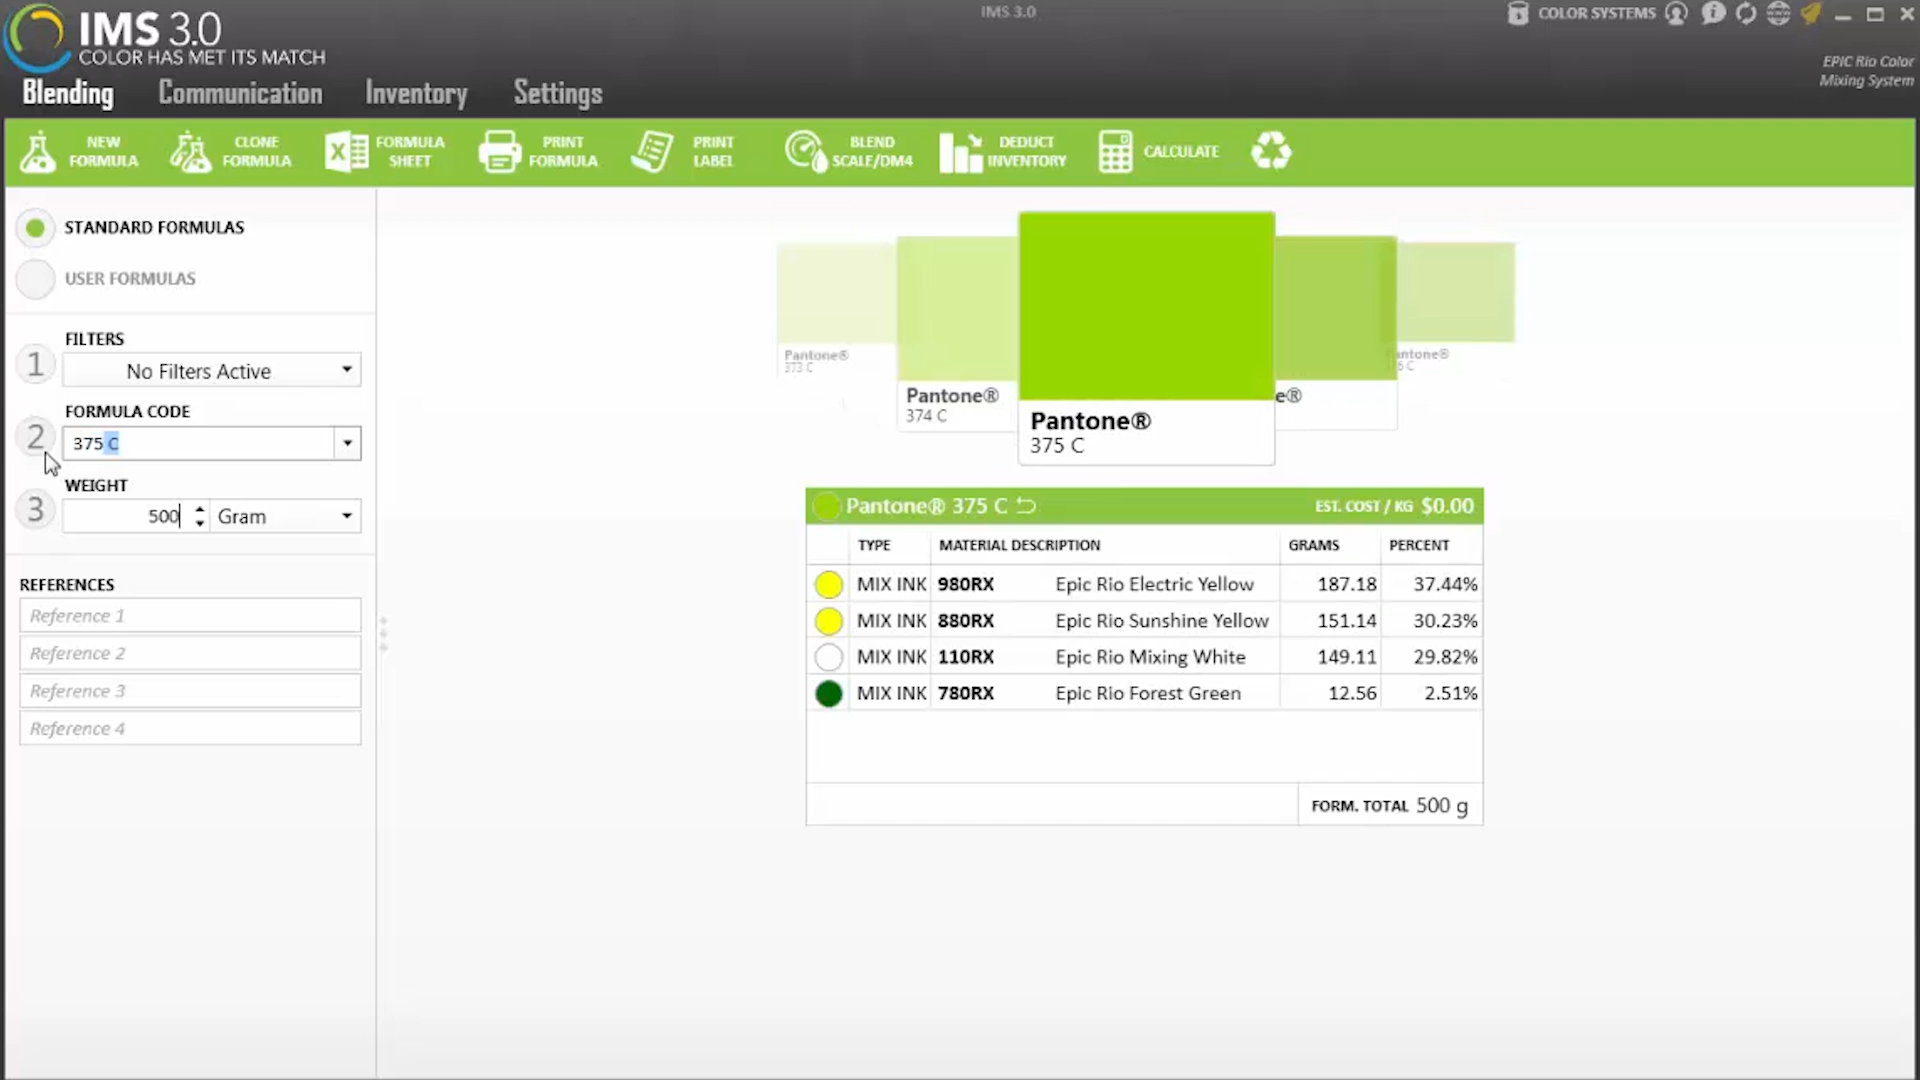 IMS 3.0
COLOR HAS MET ITS MATCH
IMS 3.0
COLOR SYSTEMS
EPIC Rio Color
Mixing System
Blending Communication Inventory Settings
NEW FORMULA
CLONE FORMULA
FORMULA SHEET
PRINT FORMULA
PRINT LABEL
BLEND SCALE/DM4
DEDUCT INVENTORY
CALCULATE
STANDARD FORMULAS
USER FORMULAS
FILTERS
1 No Filters Active
FORMULA CODE
2 375 C
WEIGHT
3 500 Gram
REFERENCES
Reference 1
Reference 2
Reference 3
Reference 4
Pantone®
373 C
Pantone®
374 C
Pantone®
375 C
e®
antone®
6 C
Pantone® 375 C EST. COST / KG $0.00
TYPE MATERIAL DESCRIPTION GRAMS PERCENT
MIX INK 980RX Epic Rio Electric Yellow 187.18 37.44%
MIX INK 880RX Epic Rio Sunshine Yellow 151.14 30.23%
MIX INK 110RX Epic Rio Mixing White 149.11 29.82%
MIX INK 780RX Epic Rio Forest Green 12.56 2.51%
FORM. TOTAL 500 g